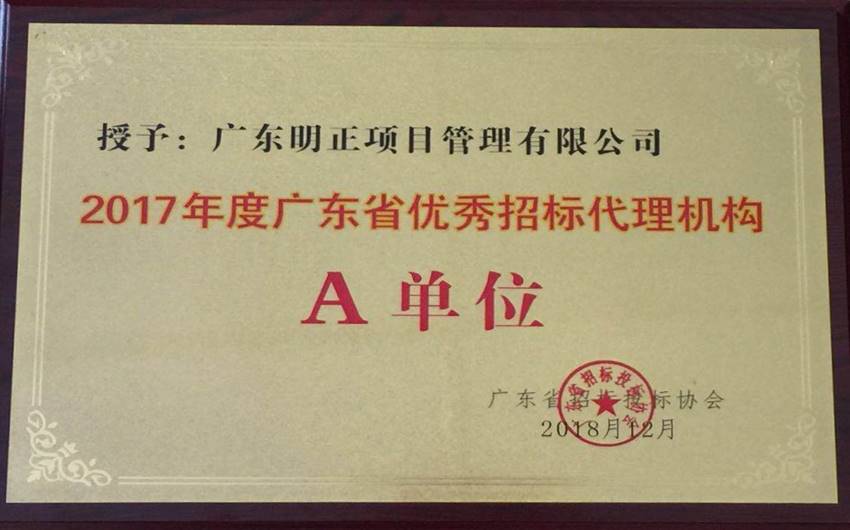 授予：广东明正项目管理有限公司
2017年度广东省优秀招标代理机构
A 单位
广东省招标投标协会
2018月12月